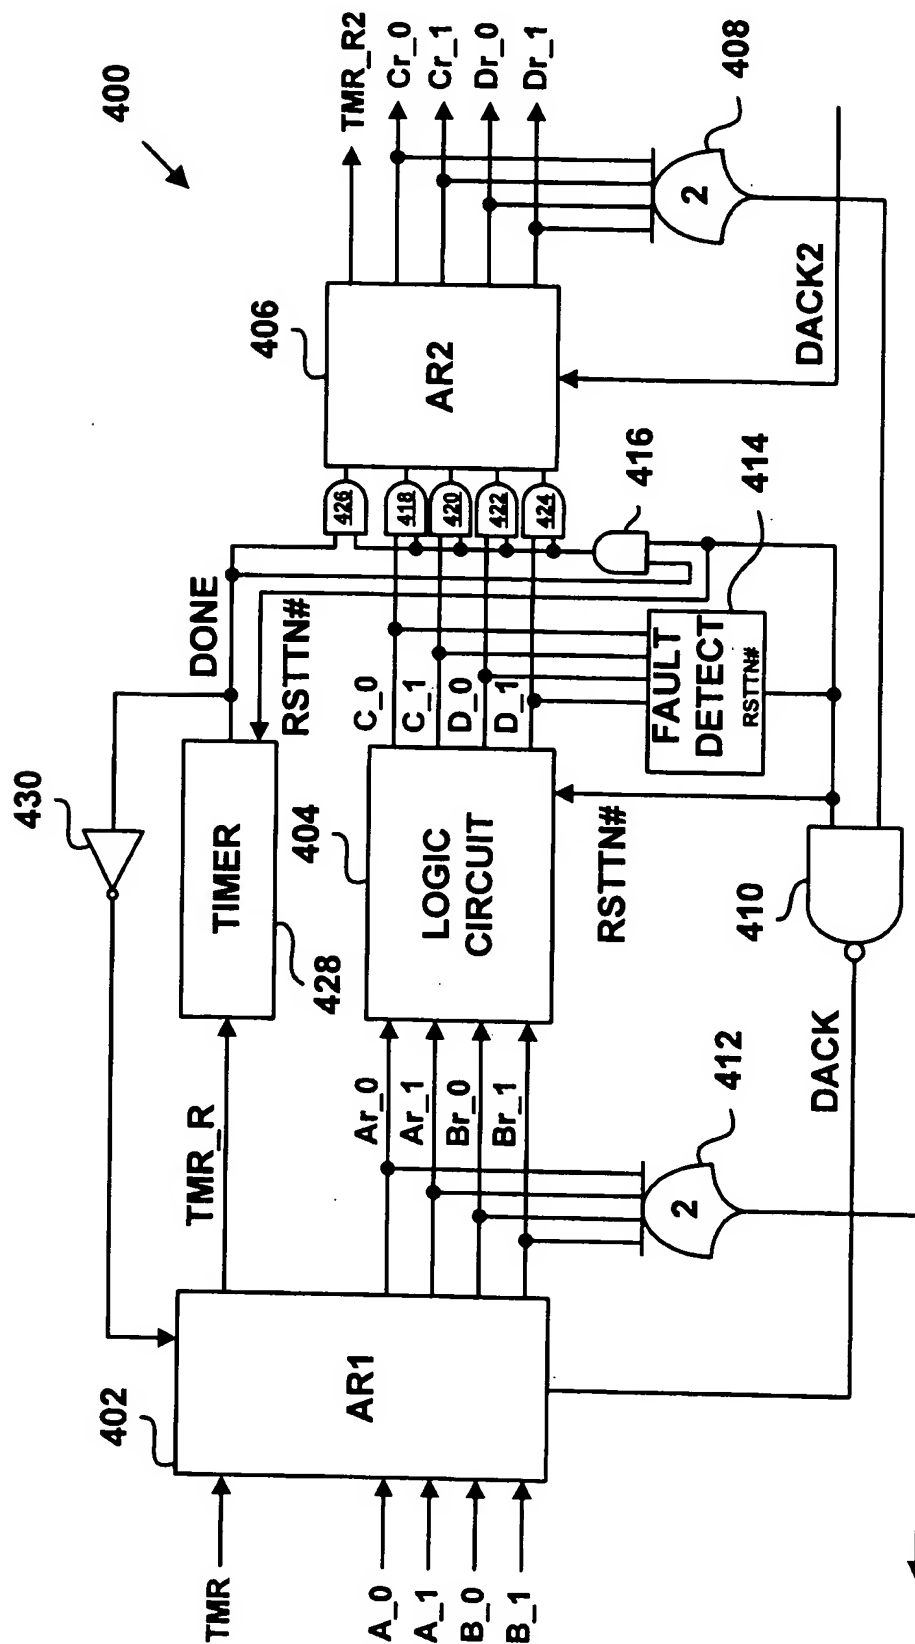 400
TMR
A_0
A_1
B_0
B_1
402
AR1
TMR_R
Ar_0
Ar_1
Br_0
Br_1
2
412
DACK
430
TIMER
428
404
LOGIC
CIRCUIT
RSTTN#
410
DONE
RSTTN#
C_0
C_1
D_0
D_1
FAULT
DETECT
RSTTN#
414
416
426
418
420
422
424
406
AR2
DACK2
TMR_R2
Cr_0
Cr_1
Dr_0
Dr_1
2
408